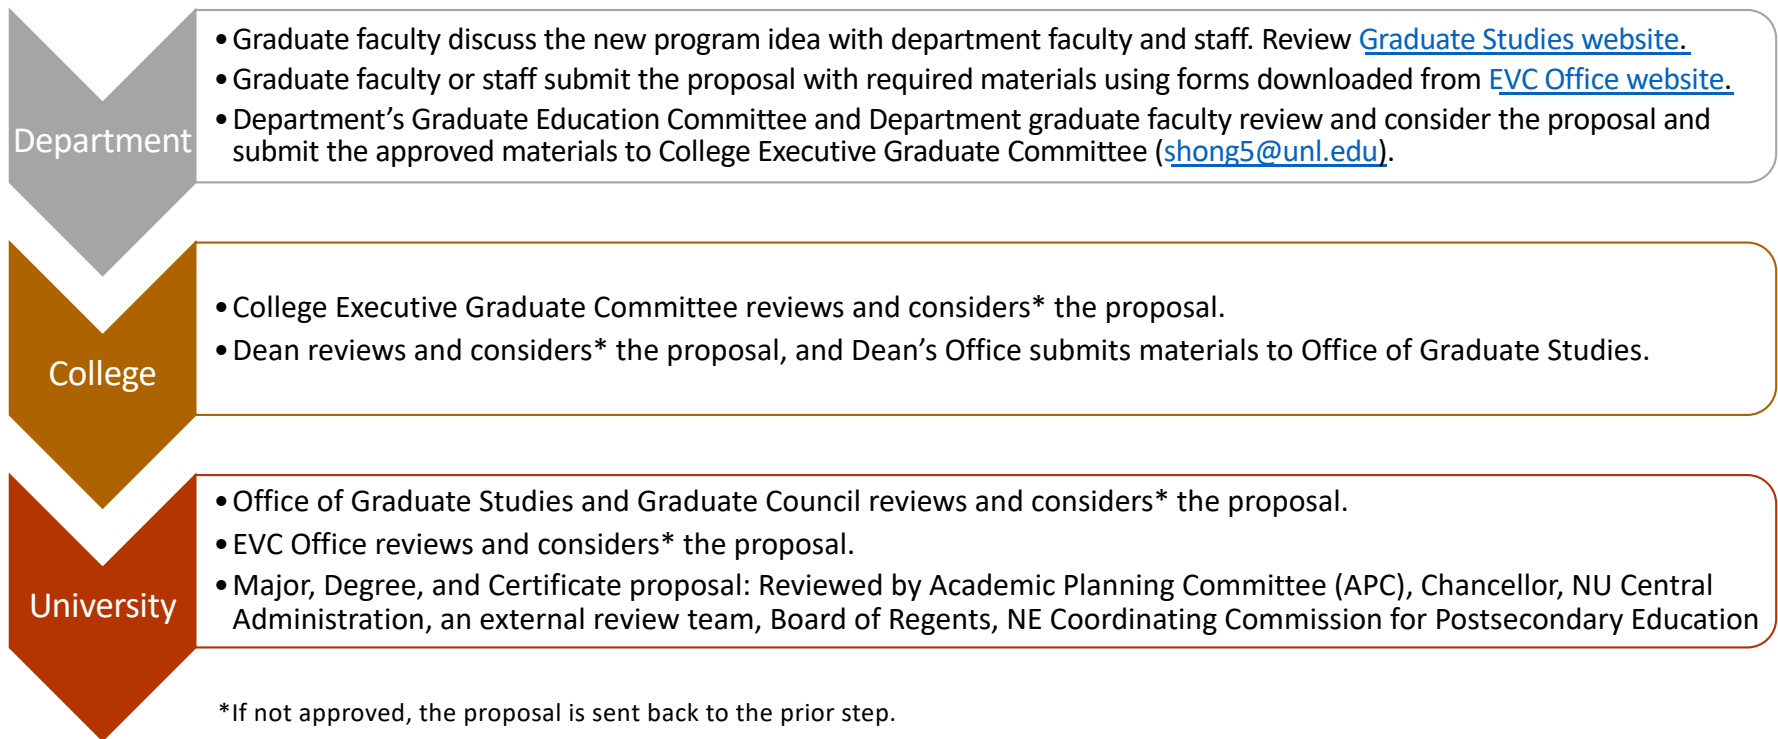 Department
•Graduate faculty discuss the new program idea with department faculty and staff. Review Graduate Studies website.
•Graduate faculty or staff submit the proposal with required materials using forms downloaded from EVC Office website.
•Department’s Graduate Education Committee and Department graduate faculty review and consider the proposal and
submit the approved materials to College Executive Graduate Committee (shong5@unl.edu).
College
•College Executive Graduate Committee reviews and considers* the proposal.
•Dean reviews and considers* the proposal, and Dean’s Office submits materials to Office of Graduate Studies.
University
•Office of Graduate Studies and Graduate Council reviews and considers* the proposal.
•EVC Office reviews and considers* the proposal.
•Major, Degree, and Certificate proposal: Reviewed by Academic Planning Committee (APC), Chancellor, NU Central
Administration, an external review team, Board of Regents, NE Coordinating Commission for Postsecondary Education
*If not approved, the proposal is sent back to the prior step.